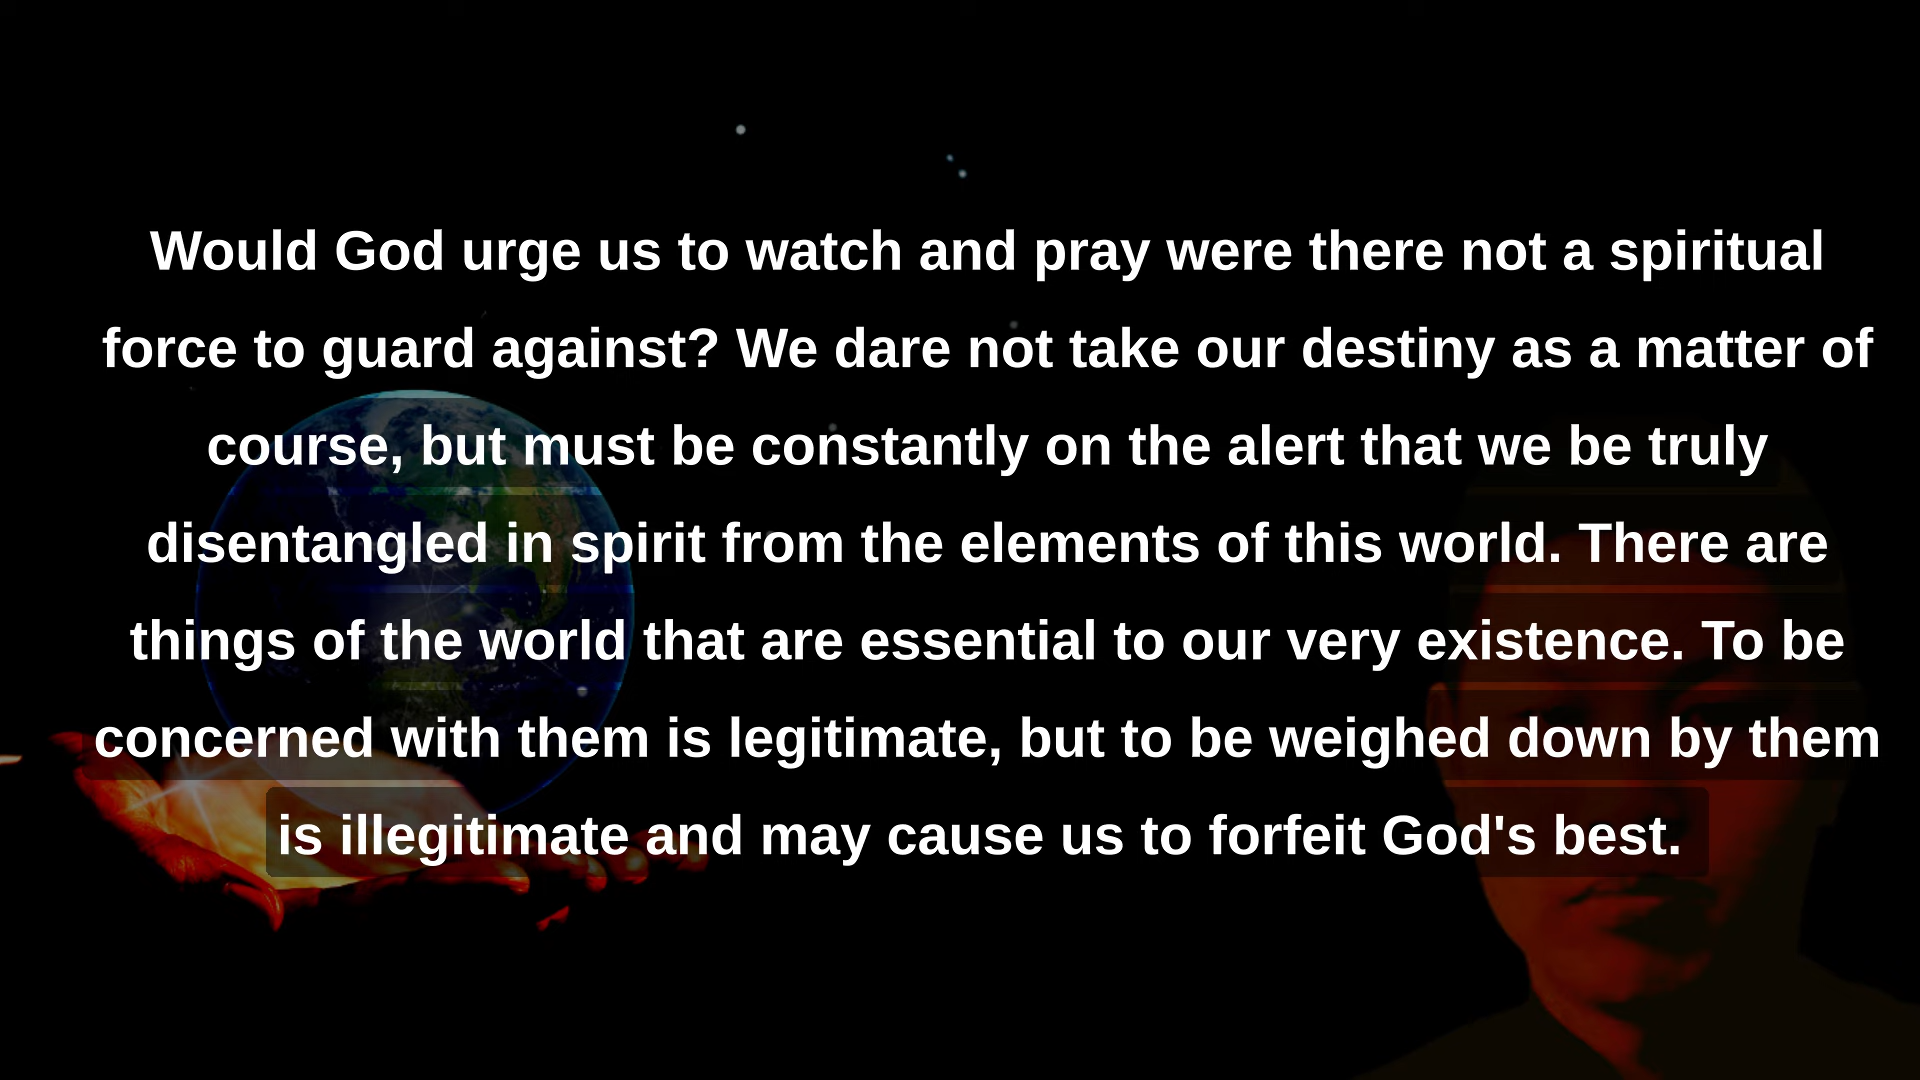 Would God urge us to watch and pray were there not a spiritual
force to guard against? We dare not take our destiny as a matter of
course, but must be constantly on the alert that we be truly
disentangled in spirit from the elements of this world. There are
things of the world that are essential to our very existence. To be
concerned with them is legitimate, but to be weighed down by them
is illegitimate and may cause us to forfeit God's best.